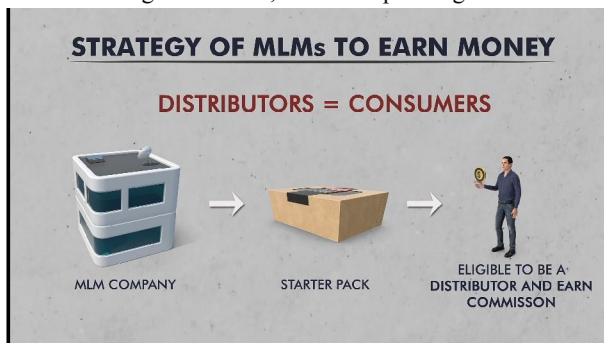 STRATEGY OF MLMs TO EARN MONEY
DISTRIBUTORS = CONSUMERS
MLM COMPANY
STARTER PACK
ELIGIBLE TO BE A
DISTRIBUTOR AND EARN
COMMISSON